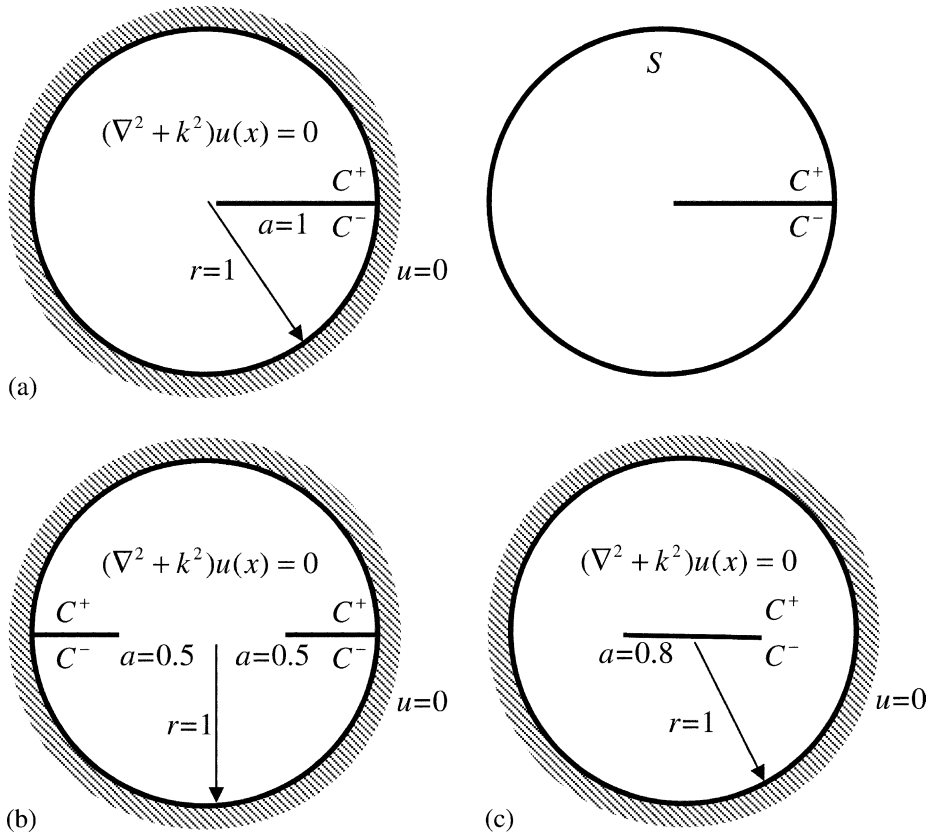 (∇² + k²)u(x) = 0
C⁺
a=1
C⁻
r=1
u=0
(a)
S
C⁺
C⁻
(∇² + k²)u(x) = 0
C⁺
C⁺
C⁻
a=0.5
a=0.5
C⁻
r=1
u=0
(b)
(∇² + k²)u(x) = 0
C⁺
a=0.8
C⁻
r=1
u=0
(c)